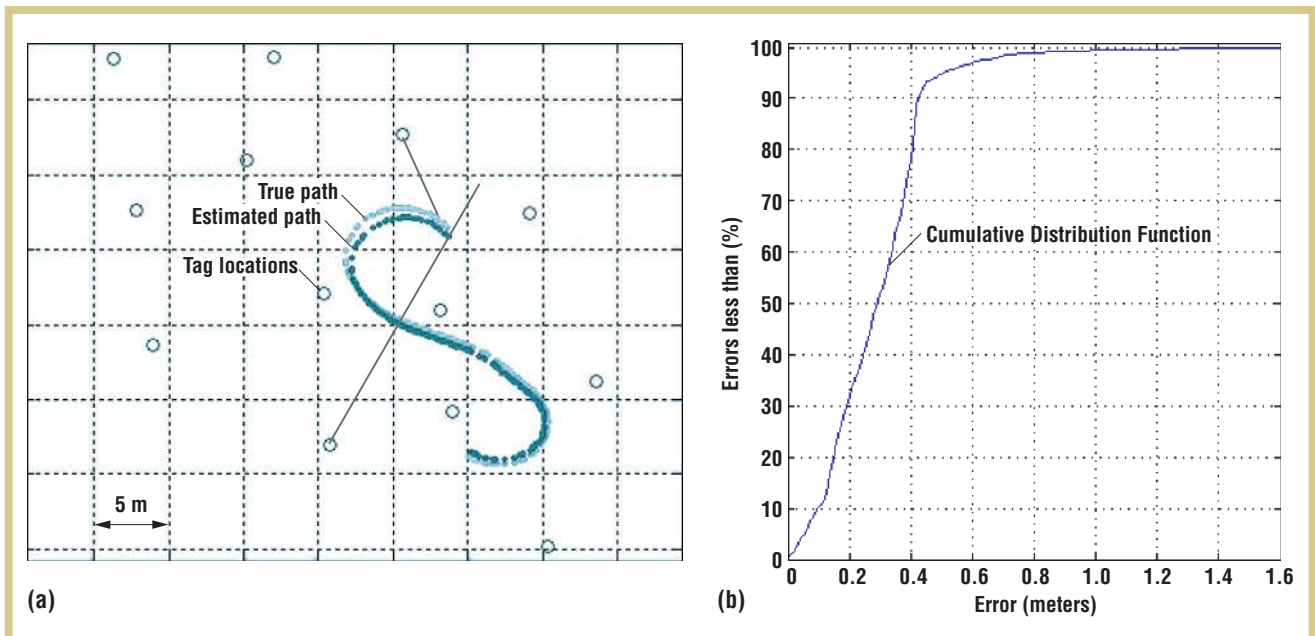 True path
Estimated path
Tag locations
5 m
(a)
100
90
80
70
60
50
40
30
20
10
0
Errors less than (%)
Cumulative Distribution Function
0 0.2 0.4 0.6 0.8 1.0 1.2 1.4 1.6
Error (meters)
(b)